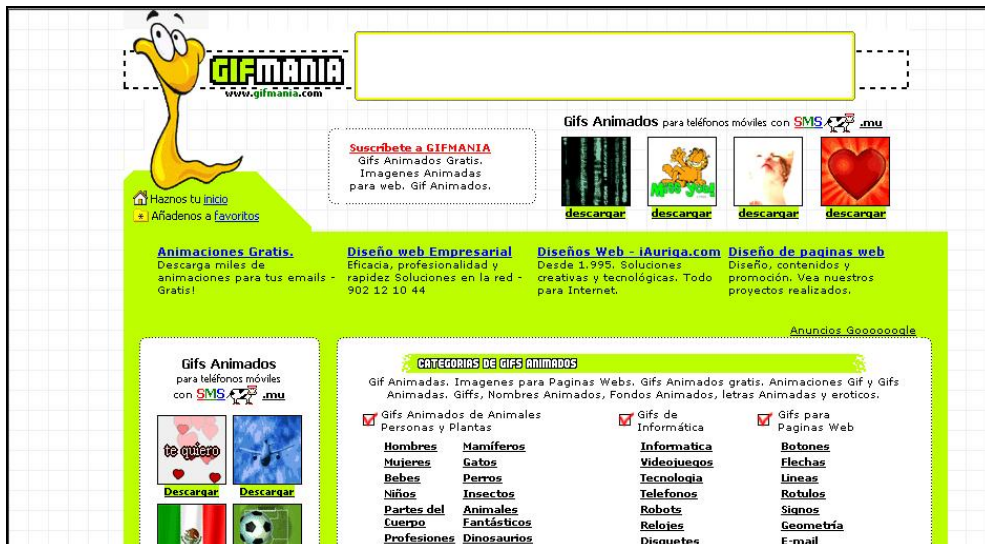 GIFMANIA
www.gifmania.com
Gifs Animados para teléfonos móviles con SMS .mu
Suscríbete a GIFMANIA
Gifs Animados Gratis.
Imagenes Animadas
para web. Gif Animados.
Miss You!
descargar descargar descargar descargar
Haznos tu inicio
Añadenos a favoritos
Animaciones Gratis.
Descarga miles de
animaciones para tus emails -
Gratis!
Diseño web Empresarial
Eficacia, profesionalidad y
rapidez Soluciones en la red -
902 12 10 44
Diseños Web - iAuriga.com
Desde 1.995. Soluciones
creativas y tecnológicas. Todo
para Internet.
Diseño de paginas web
Diseño, contenidos y
promoción. Vea nuestros
proyectos realizados.
Anuncios Goooooogle
Gifs Animados
para teléfonos móviles
con SMS .mu
te quiero
Descargar Descargar
CATEGORIAS DE GIFS ANIMADOS
Gif Animadas. Imagenes para Paginas Webs. Gifs Animados gratis. Animaciones Gif y Gifs
Animadas. Giffs, Nombres Animados, Fondos Animados, letras Animadas y eroticos.
Gifs Animados de Animales
Personas y Plantas
Hombres Mamíferos
Mujeres Gatos
Bebes Perros
Niños Insectos
Partes del Animales
Cuerpo Fantásticos
Profesiones Dinosaurios
Gifs de
Informática
Informatica
Videojuegos
Tecnologia
Telefonos
Robots
Relojes
Disquetes
Gifs para
Paginas Web
Botones
Flechas
Lineas
Rotulos
Signos
Geometría
E-mail